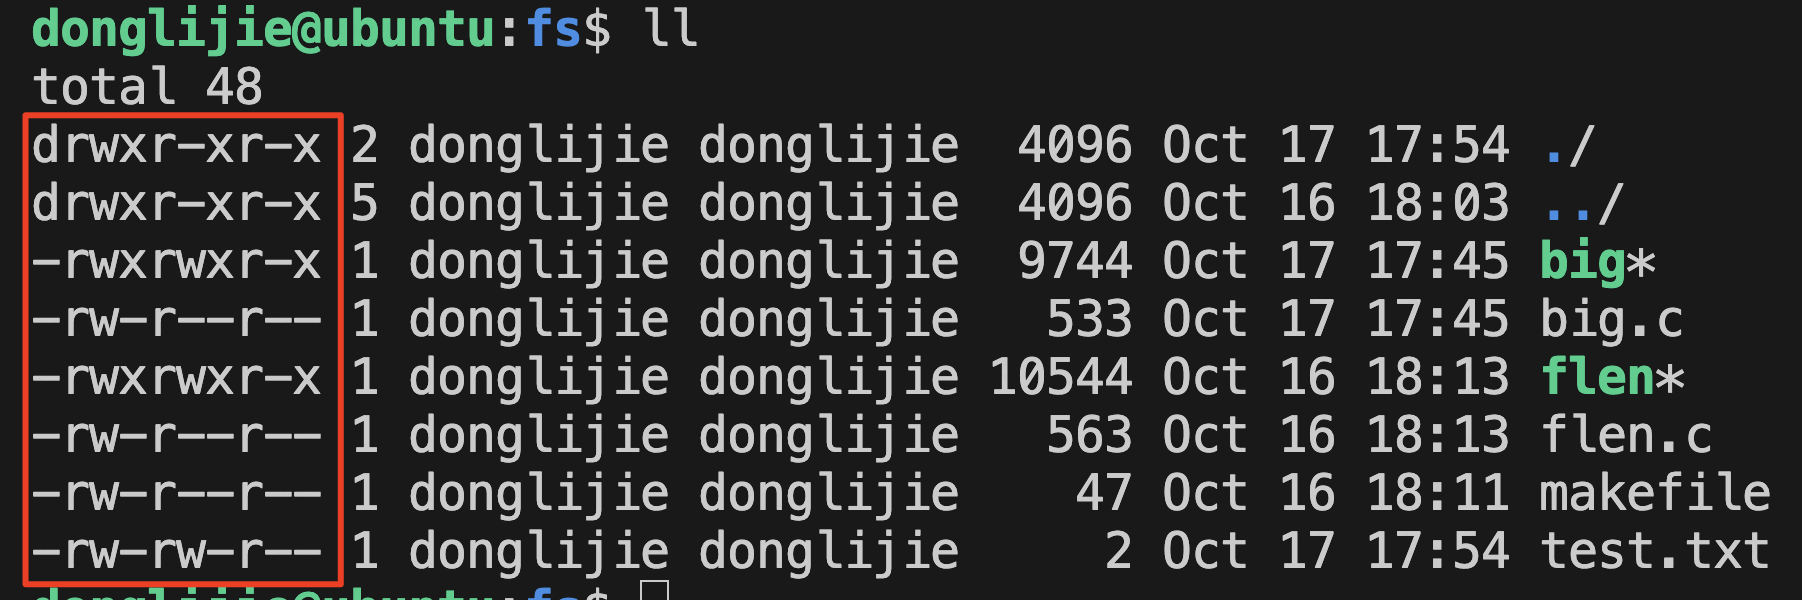 donglijie@ubuntu:fs$ ll
total 48
drwxr-xr-x 2 donglijie donglijie  4096 Oct 17 17:54 ./
drwxr-xr-x 5 donglijie donglijie  4096 Oct 16 18:03 ../
-rwxrwxr-x 1 donglijie donglijie  9744 Oct 17 17:45 big*
-rw-r--r-- 1 donglijie donglijie   533 Oct 17 17:45 big.c
-rwxrwxr-x 1 donglijie donglijie 10544 Oct 16 18:13 flen*
-rw-r--r-- 1 donglijie donglijie   563 Oct 16 18:13 flen.c
-rw-r--r-- 1 donglijie donglijie    47 Oct 16 18:11 makefile
-rw-rw-r-- 1 donglijie donglijie     2 Oct 17 17:54 test.txt
donglijie@ubuntu:fs$